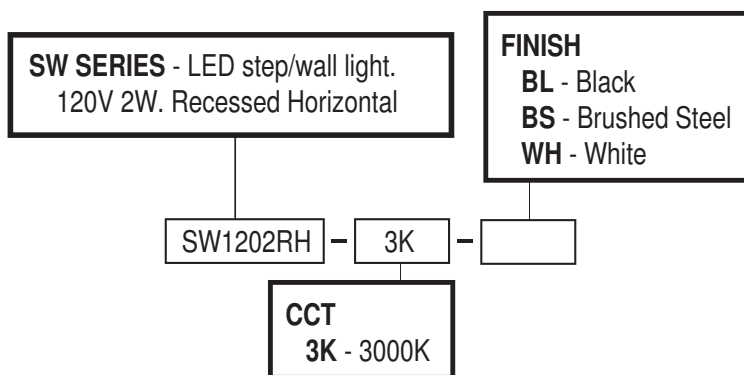 SW SERIES - LED step/wall light.
120V 2W. Recessed Horizontal
FINISH
BL - Black
BS - Brushed Steel
WH - White
SW1202RH - 3K -
CCT
3K - 3000K